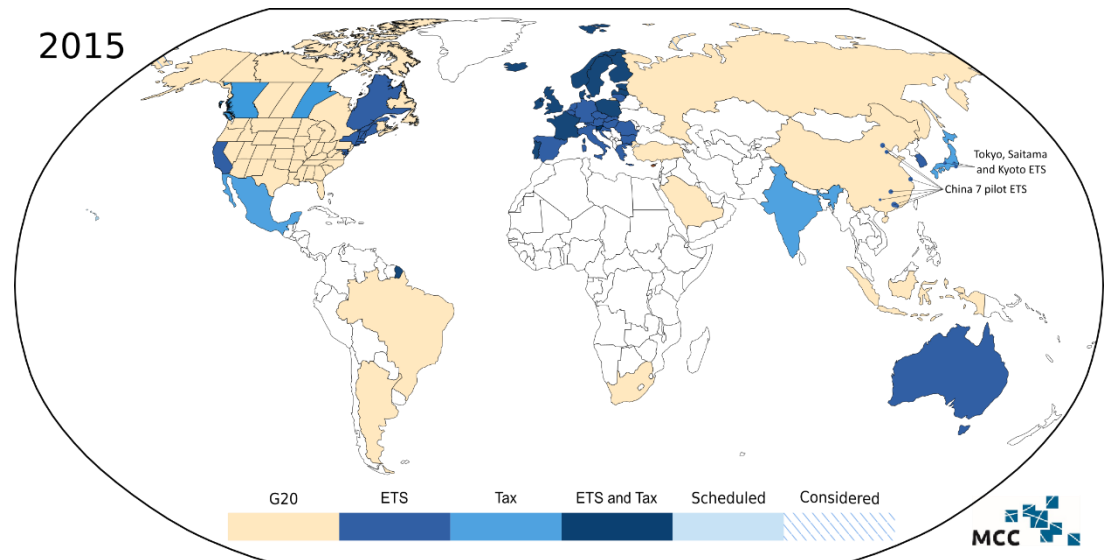 2015
Tokyo, Saitama
and Kyoto ETS
China 7 pilot ETS
G20
ETS
Tax
ETS and Tax
Scheduled
Considered
MCC